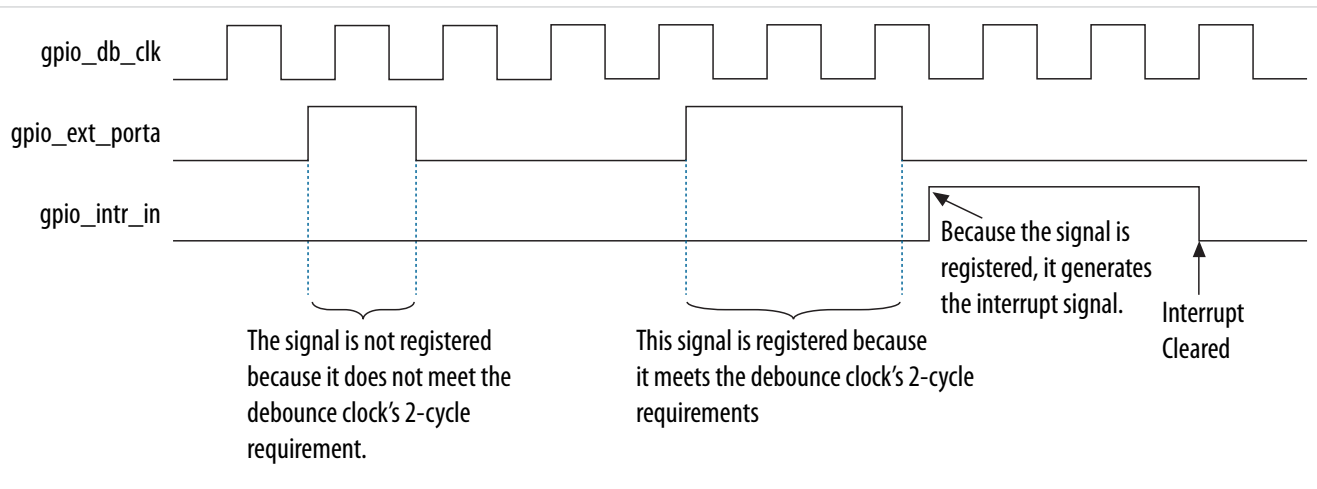 gpio_db_clk
gpio_ext_porta
gpio_intr_in
Because the signal is
registered, it generates
the interrupt signal.
Interrupt
Cleared
The signal is not registered
because it does not meet the
debounce clock’s 2-cycle
requirement.
This signal is registered because
it meets the debounce clock’s 2-cycle
requirements